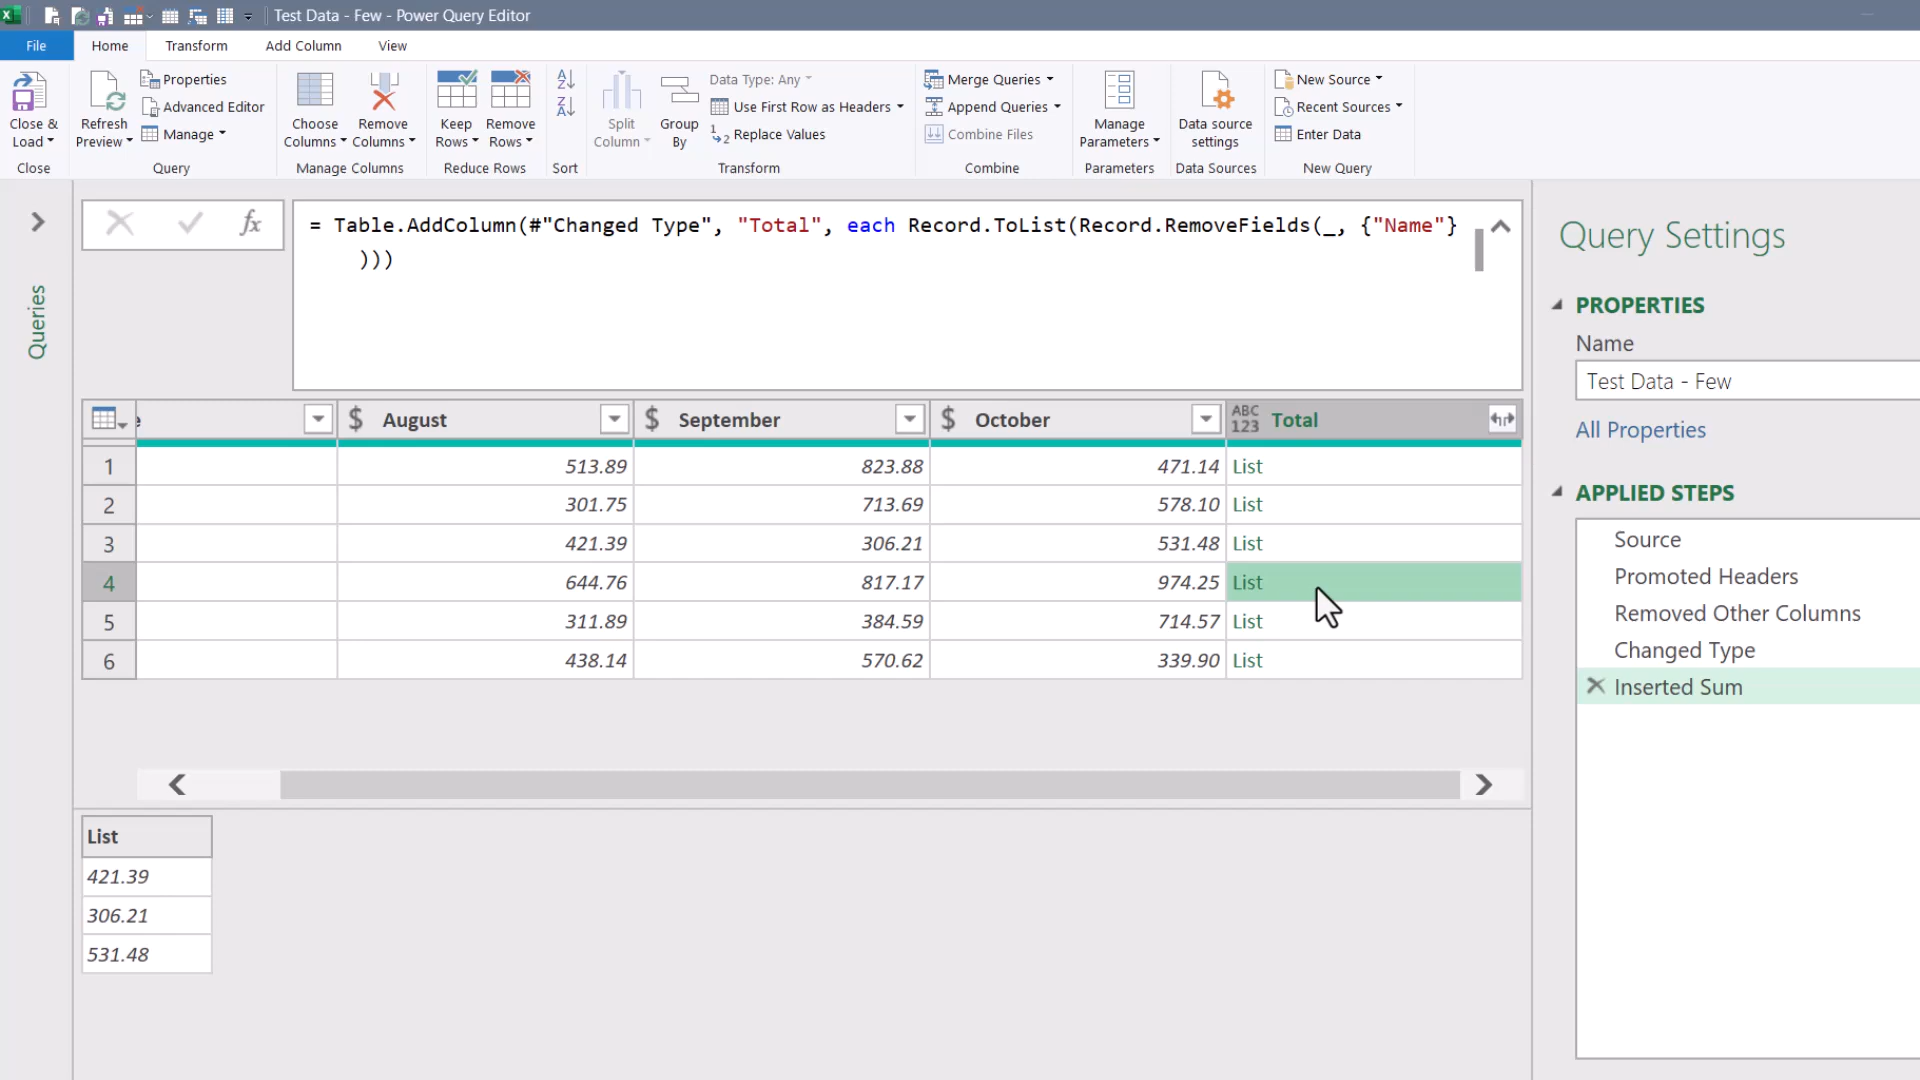 Test Data - Few - Power Query Editor
File Home Transform Add Column View
Close & Load
Close
Refresh Preview
Properties
Advanced Editor
Manage
Query
Choose Columns
Remove Columns
Manage Columns
Keep Rows
Remove Rows
Reduce Rows
Sort
Split Column
Group By
Data Type: Any
Use First Row as Headers
Replace Values
Transform
Merge Queries
Append Queries
Combine Files
Combine
Manage Parameters
Parameters
Data source settings
Data Sources
New Source
Recent Sources
Enter Data
New Query
Queries
fx
= Table.AddColumn(#"Changed Type", "Total", each Record.ToList(Record.RemoveFields(_, {"Name"}
)))
e $ August $ September $ October ABC 123 Total
1 513.89 823.88 471.14 List
2 301.75 713.69 578.10 List
3 421.39 306.21 531.48 List
4 644.76 817.17 974.25 List
5 311.89 384.59 714.57 List
6 438.14 570.62 339.90 List
List
421.39
306.21
531.48
Query Settings
PROPERTIES
Name
Test Data - Few
All Properties
APPLIED STEPS
Source
Promoted Headers
Removed Other Columns
Changed Type
Inserted Sum